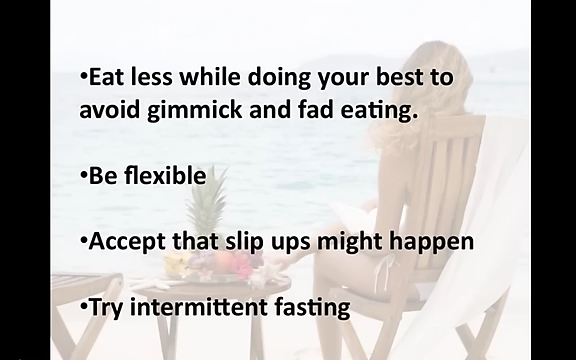 •Eat less while doing your best to
avoid gimmick and fad eating.
•Be flexible
•Accept that slip ups might happen
•Try intermittent fasting